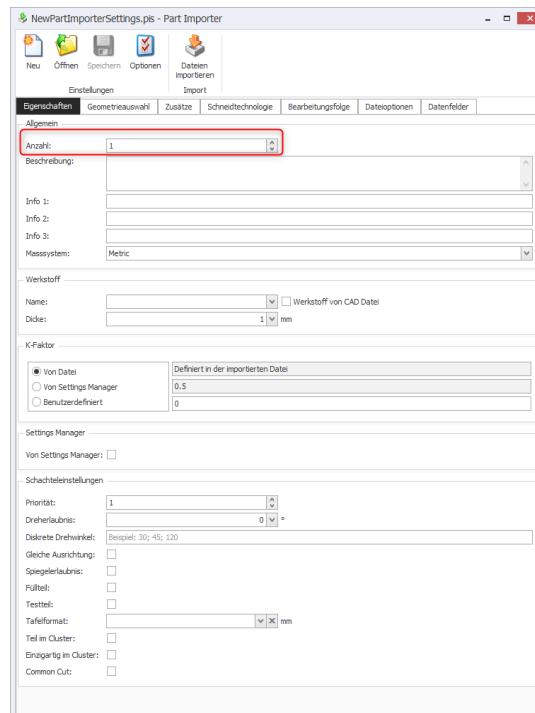 NewPartImporterSettings.pis - Part Importer
Neu Öffnen Speichern Optionen Dateien importieren
Einstellungen Import
Eigenschaften Geometrieauswahl Zusätze Schneidtechnologie Bearbeitungsfolge Dateioptionen Datenfelder
Allgemein
Anzahl: 1
Beschreibung:
Info 1:
Info 2:
Info 3:
Masssystem: Metric
Werkstoff
Name: Werkstoff von CAD Datei
Dicke: 1 mm
K-Faktor
Von Datei Definiert in der importierten Datei
Von Settings Manager 0.5
Benutzerdefiniert 0
Settings Manager
Von Settings Manager:
Schachteleinstellungen
Priorität: 1
Dreherlaubnis: 0 °
Diskrete Drehwinkel: Beispiel: 30; 45; 120
Gleiche Ausrichtung:
Spiegelerlaubnis:
Füllteil:
Testteil:
Tafelformat: mm
Teil im Cluster:
Einzigartig im Cluster:
Common Cut: